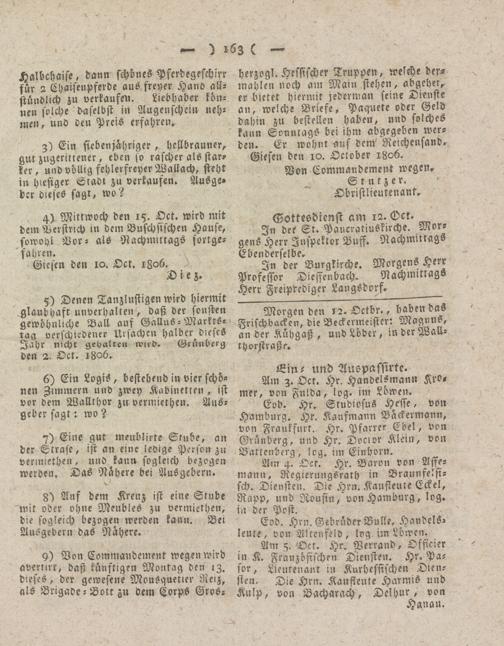 — ) 163 ( —
Halbchaise, dann schönes Pferdegeschirr
für 2 Chaisenpferde aus freyer Hand all-
stündlich zu verkaufen. Liebhaber kön-
nen solche daselbst in Augenschein neh-
men, und den Preis erfahren.
3) Ein siebenjähriger, hellbrauner,
gut zugerittener, eben so rascher als star-
ker, und völlig fehlerfreyer Wallach, steht
in hiesiger Stadt zu verkaufen. Ausge-
ber dieses sagt, wo?
4) Mittwoch den 15. Oct. wird mit
dem Verstrich in dem Buschsischen Hause,
sowohl Vor- als Nachmittags fortge-
fahren.
Giesen den 10. Oct. 1806.
Diez.
5) Denen Tanzlustigen wird hiermit
glaubhaft unverhalten, daß der sonsten
gewöhnliche Ball auf Gallus-Markts-
tag verschiedener Ursachen halber dieses
Jahr nicht gehalten wird. Grünberg
den 2. Oct. 1806.
6) Ein Logis, bestehend in vier schö-
nen Zimmern und zwey Kabinetten, ist
vor dem Wallthor zu vermiethen. Aus-
geber sagt: wo?
7) Eine gut meublirte Stube, an
der Strase, ist an eine ledige Person zu
vermiethen, und kann sogleich bezogen
werden. Das Nähere bei Ausgebern.
8) Auf dem Kreuz ist eine Stube
mit oder ohne Meubles zu vermiethen,
die sogleich bezogen werden kann. Bei
Ausgebern das Nähere.
9) Von Commandement wegen wird
avertirt, daß künftigen Montag den 13.
dieses, der gewesene Mousquetier Reiz,
als Brigade-Bott zu dem Corps Gros-
herzogl. Hessischer Truppen, welche der-
mahlen noch am Main stehen, abgehet,
er bietet hiermit jederman seine Dienste
an, welche Briefe, Paquete oder Geld
dahin zu bestellen haben, und solches
kann Sonntags bei ihm abgegeben wer-
den. Er wohnt auf dem Reichensand.
Giesen den 10. October 1806.
Von Commandement wegen.
Stutzer.
Obristlieutenant.
Gottesdienst am 12. Oct.
In der St. Pancratiuskirche. Mor-
gens Herr Inspektor Buff. Nachmittags
Ebenderselbe.
In der Burgkirche. Morgens Herr
Professor Dieffenbach. Nachmittags
Herr Freiprediger Langsdorf.
Morgen den 12. Octbr., haben das
Frischbacken, die Beckermeister: Magnus,
an der Kühgaß, und Löber, in der Wall-
thorstraße.
Ein- und Auspassirte.
Am 3. Oct. Hr. Handelsmann Kro-
mer, von Fulda, log. im Löwen.
Eod. Hr. Studiosus Hesse, von
Hamburg. Hr. Kaufmann Bäckermann,
von Frankfurt. Hr. Pfarrer Ebel, von
Grünberg, und Hr. Doctor Klein, von
Battenberg, log. im Einhorn.
Am 4. Oct. Hr. Baron von Asse-
mann, Regierungsrath in Braunfelsi-
sch. Diensten. Die Hrn. Kaufleute Eckel,
Rapp, und Roustn, von Hamburg, log.
in der Post.
Eod. Hrn. Gebrüder Bulle, Handels-
leute, von Altenfeld, log. im Löwen.
Am 5. Oct. Hr. Verrand, Officier
in K. Französischen Diensten. Hr. Pa-
sor, Lieutenant in Kurhessischen Dien-
sten. Die Hrn. Kaufleute Harmis und
Kulp, von Bacharach, Delhur, von
Hanau.